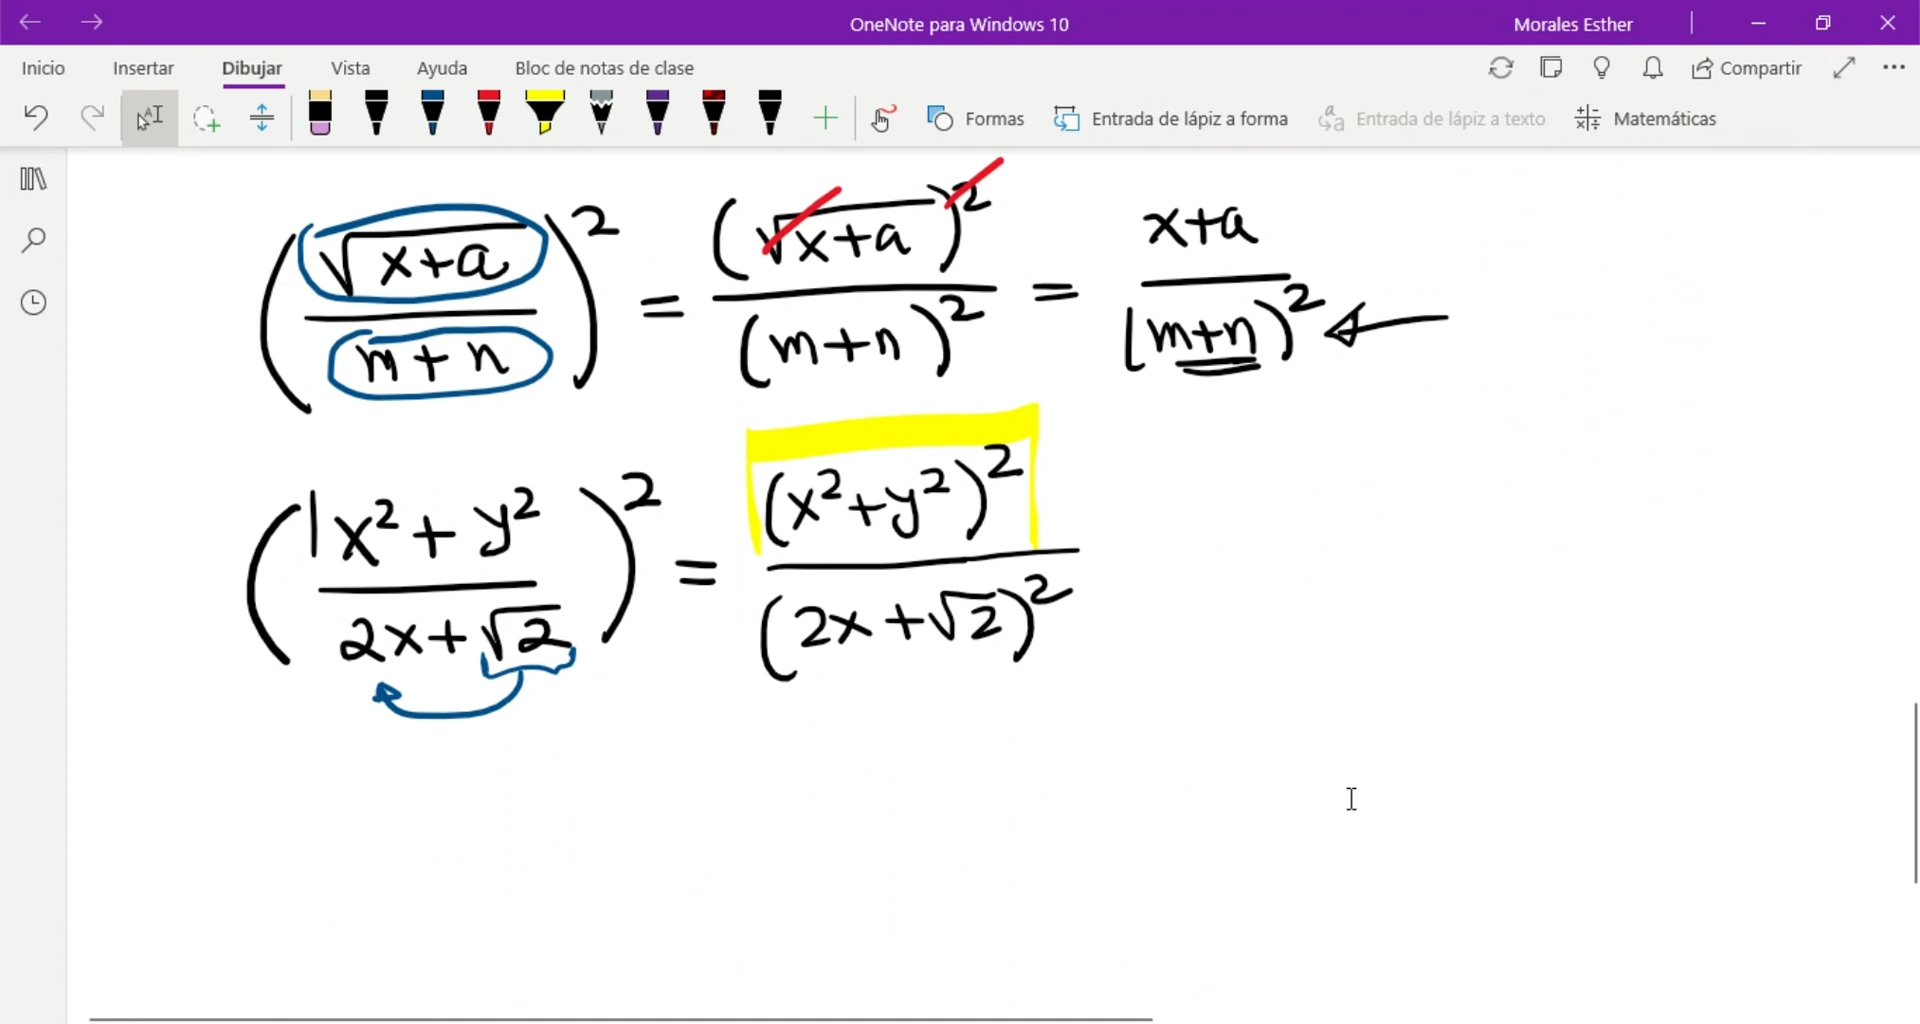 OneNote para Windows 10
Morales Esther
Inicio Insertar Dibujar Vista Ayuda Bloc de notas de clase Compartir
Formas Entrada de lápiz a forma Entrada de lápiz a texto Matemáticas
(√(x+a) / (m+n))² = (√(x+a))² / (m+n)² = x+a / (m+n)²
(|x²+y² / (2x+√2))² = (x²+y²)² / (2x+√2)²